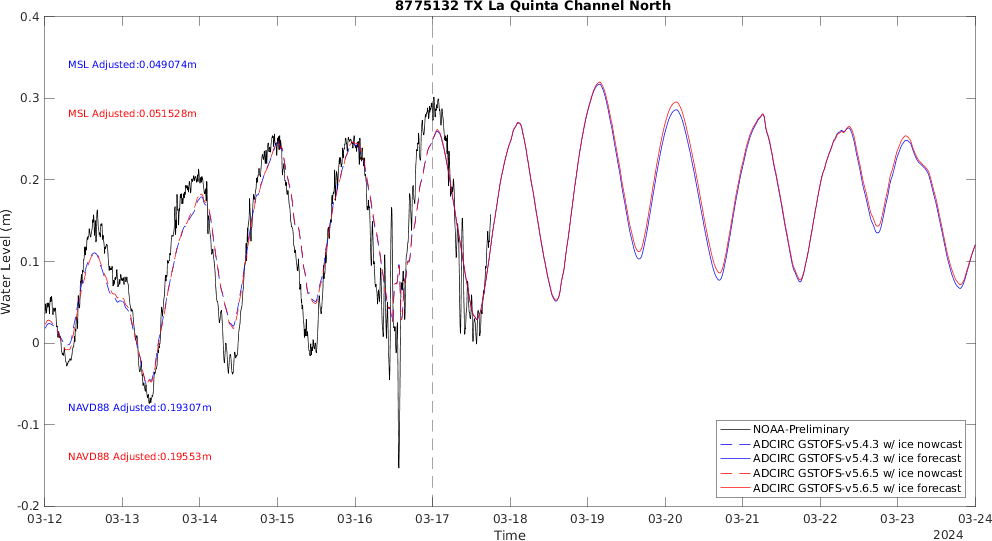 8775132 TX La Quinta Channel North
0.4
0.3
0.2
0.1
0
-0.1
-0.2
Water Level (m)
MSL Adjusted:0.049074m
MSL Adjusted:0.051528m
NAVD88 Adjusted:0.19307m
NAVD88 Adjusted:0.19553m
NOAA-Preliminary
ADCIRC GSTOFS-v5.4.3 w/ ice nowcast
ADCIRC GSTOFS-v5.4.3 w/ ice forecast
ADCIRC GSTOFS-v5.6.5 w/ ice nowcast
ADCIRC GSTOFS-v5.6.5 w/ ice forecast
03-12 03-13 03-14 03-15 03-16 03-17 03-18 03-19 03-20 03-21 03-22 03-23 03-24
Time
2024